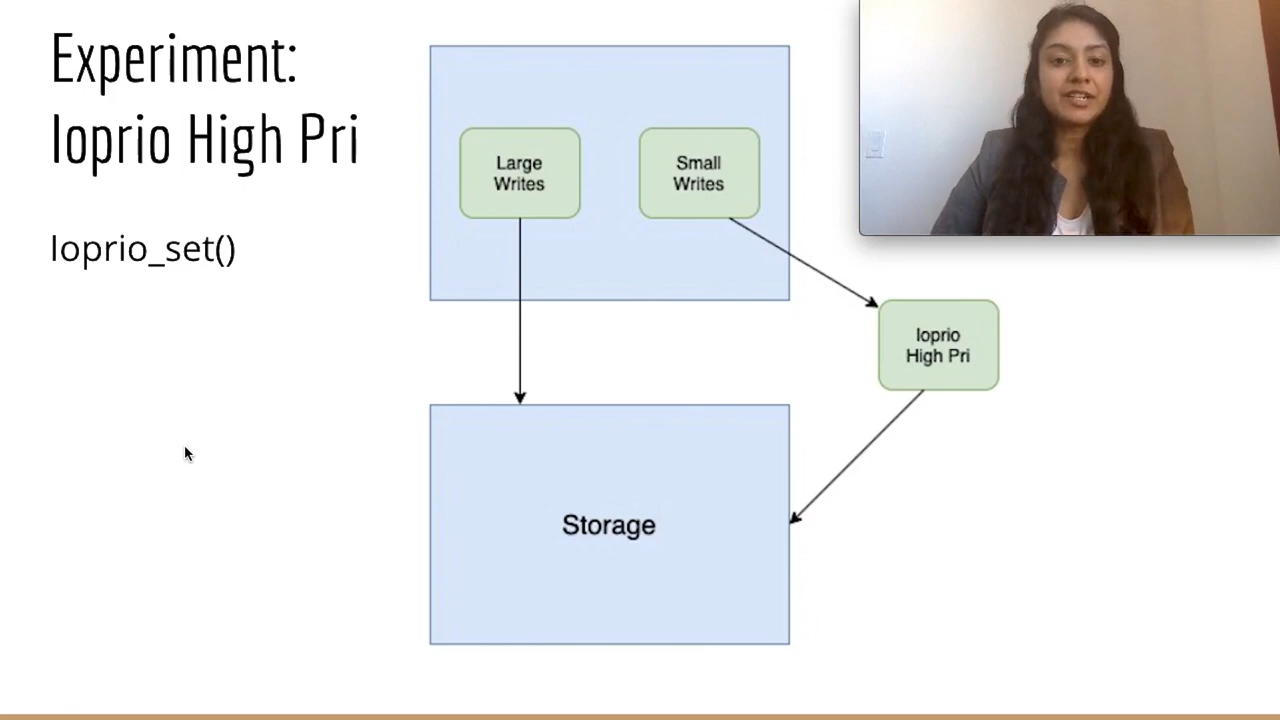 Experiment:
Ioprio High Pri
Ioprio_set()
Large
Writes
Small
Writes
Ioprio
High Pri
Storage